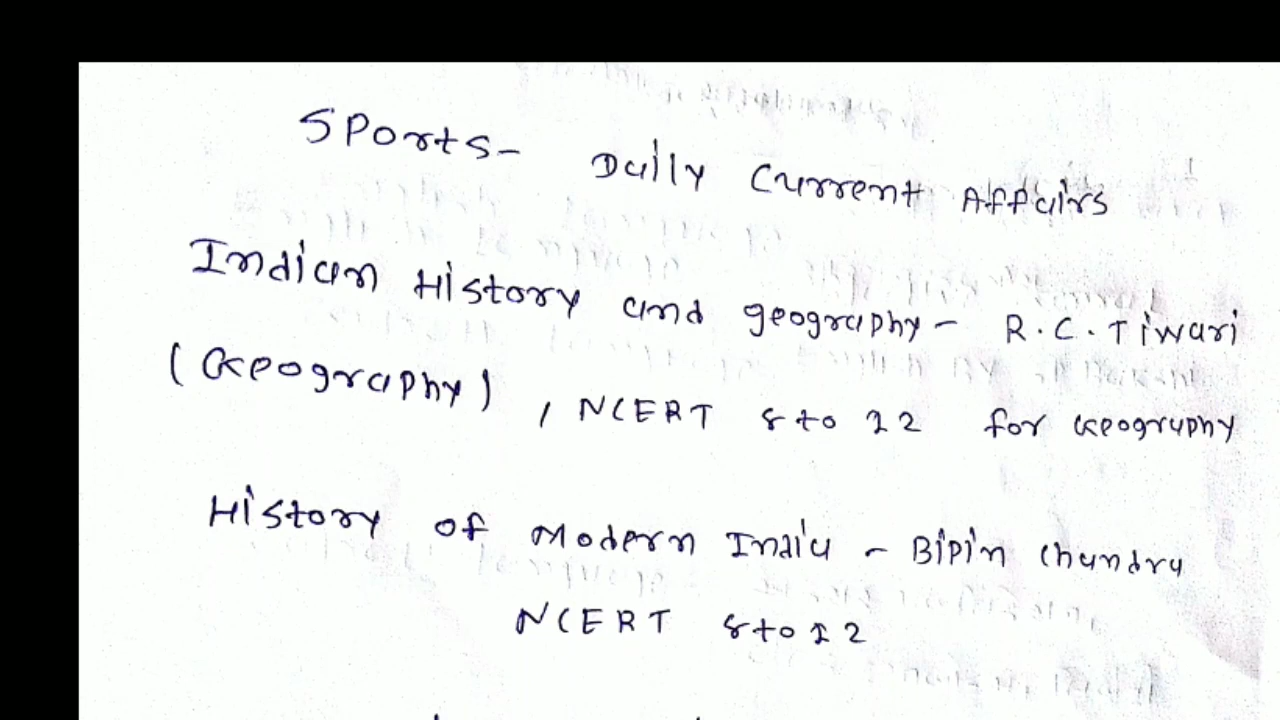 Sports- Daily Current Affairs
Indian History and geography - R.C. Tiwari
(Geography), NCERT 8 to 12 for Geography
History of Modern India - Bipin Chandra
NCERT 8 to 12